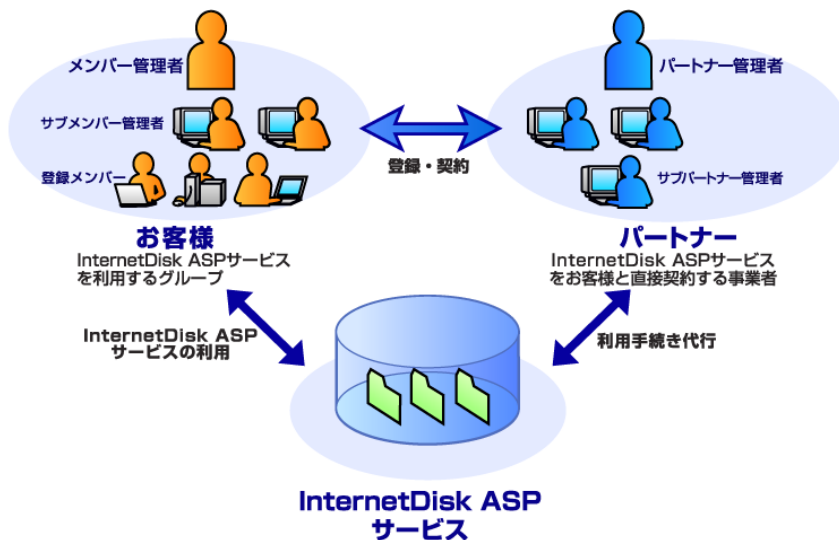 メンバー管理者
サブメンバー管理者
登録メンバー
パートナー管理者
サブパートナー管理者
登録・契約
お客様
InternetDisk ASPサービス
を利用するグループ
パートナー
InternetDisk ASPサービス
をお客様と直接契約する事業者
InternetDisk ASP
サービスの利用
利用手続き代行
InternetDisk ASP
サービス